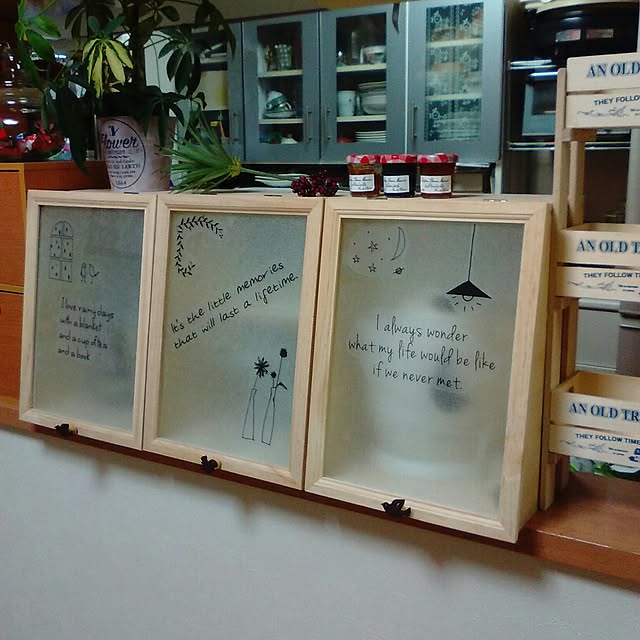 flower
I love rainy days
with a blanket
and a cup of tea
and a book
It's the little memories
that will last a lifetime.
I always wonder
what my life would be like
if we never met.
AN OLD
THEY FOLLOW
AN OLD TR
THEY FOLLOW TIME
AN OLD TR
THEY FOLLOW TIME